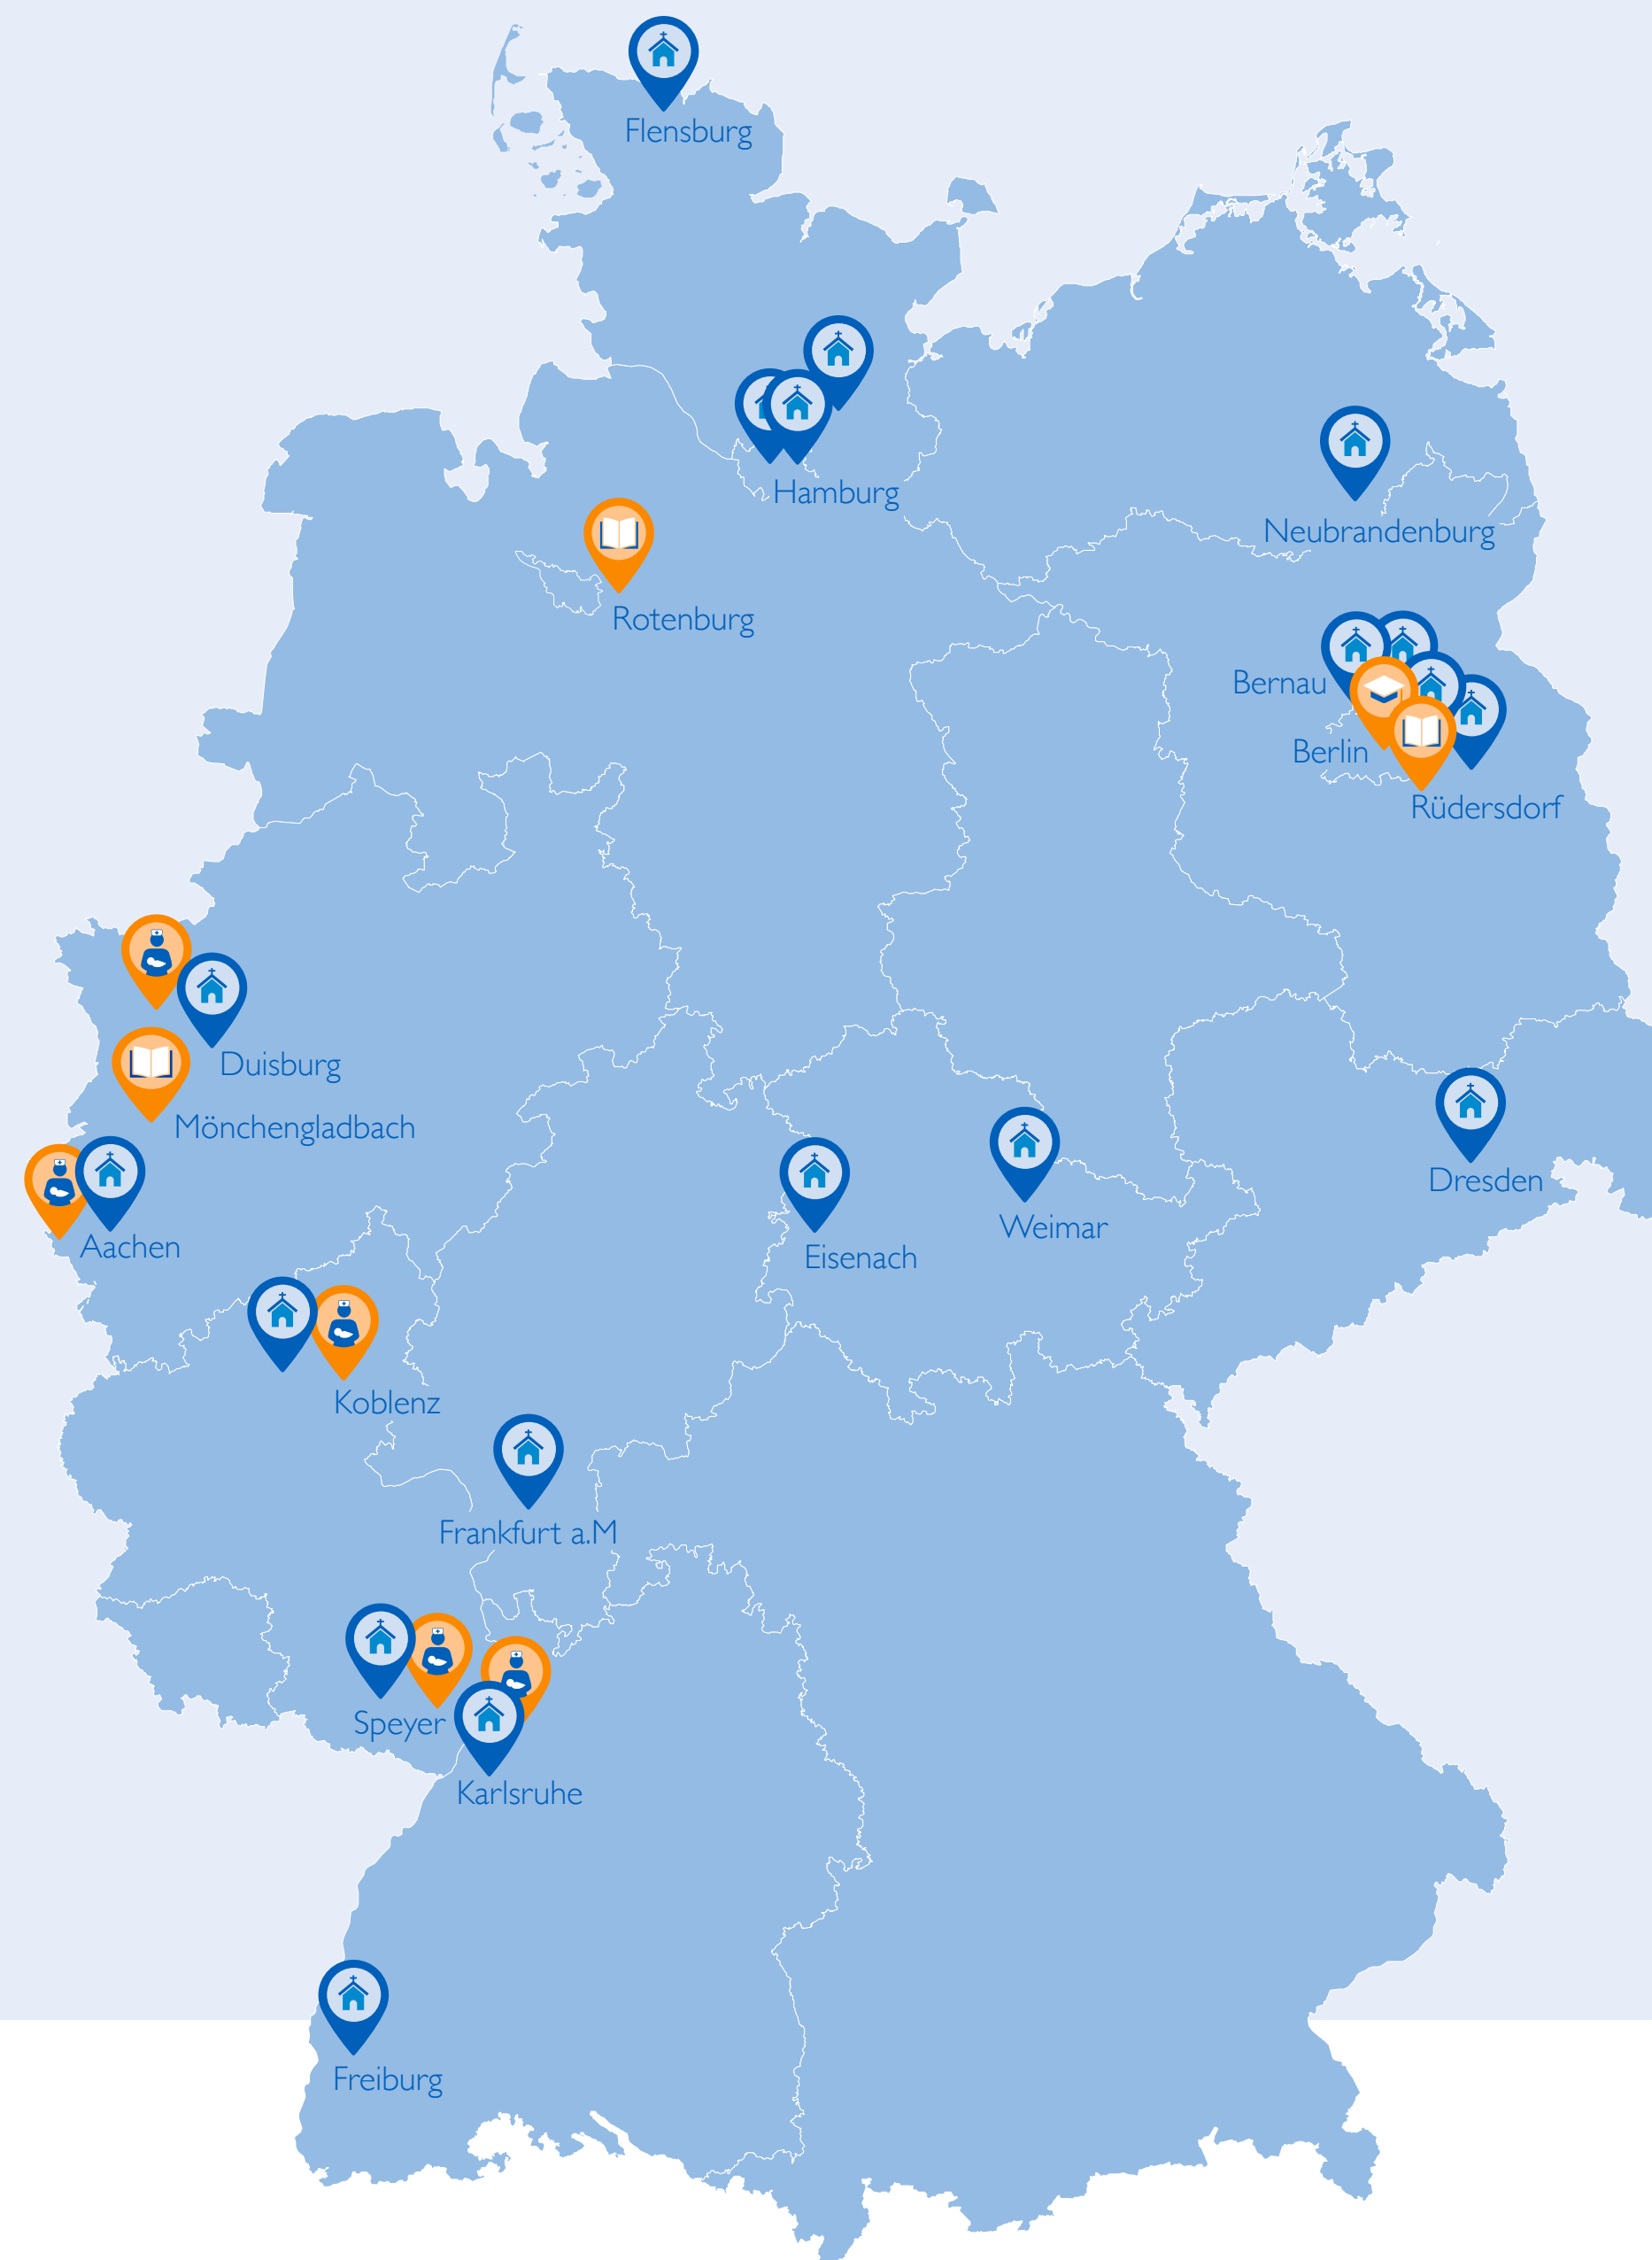 Flensburg
Hamburg
Neubrandenburg
Rotenburg
Bernau
Berlin
Rüdersdorf
Duisburg
Mönchengladbach
Dresden
Weimar
Aachen
Eisenach
Koblenz
Frankfurt a.M
Speyer
Karlsruhe
Freiburg